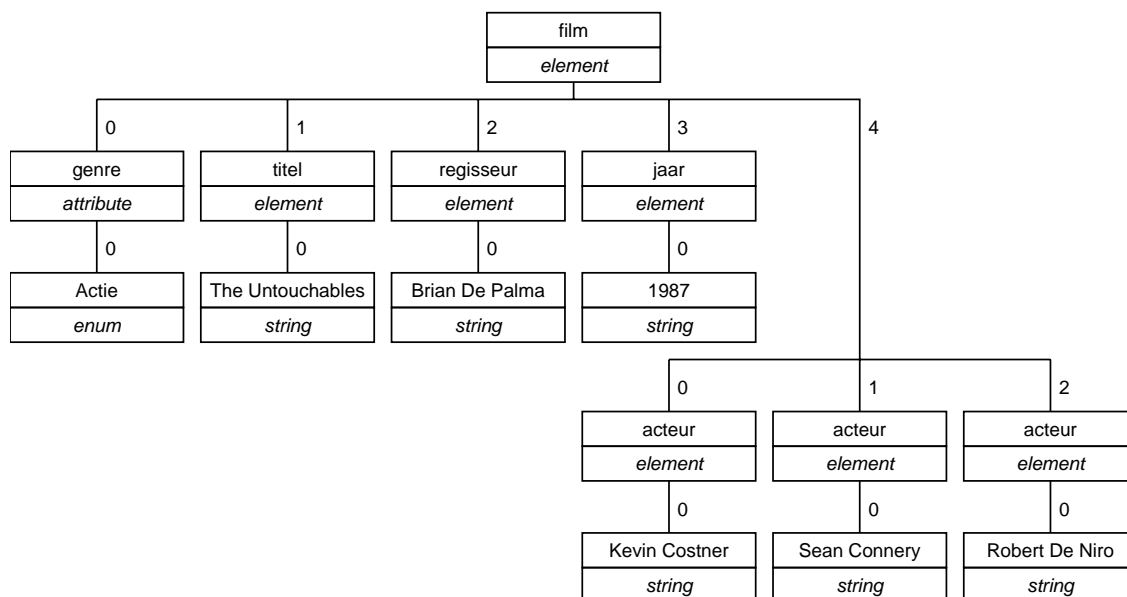 film
element
0 1 2 3 4
genre titel regisseur jaar
attribute element element element
0 0 0 0
Actie The Untouchables Brian De Palma 1987
enum string string string
0 1 2
acteur acteur acteur
element element element
0 0 0
Kevin Costner Sean Connery Robert De Niro
string string string